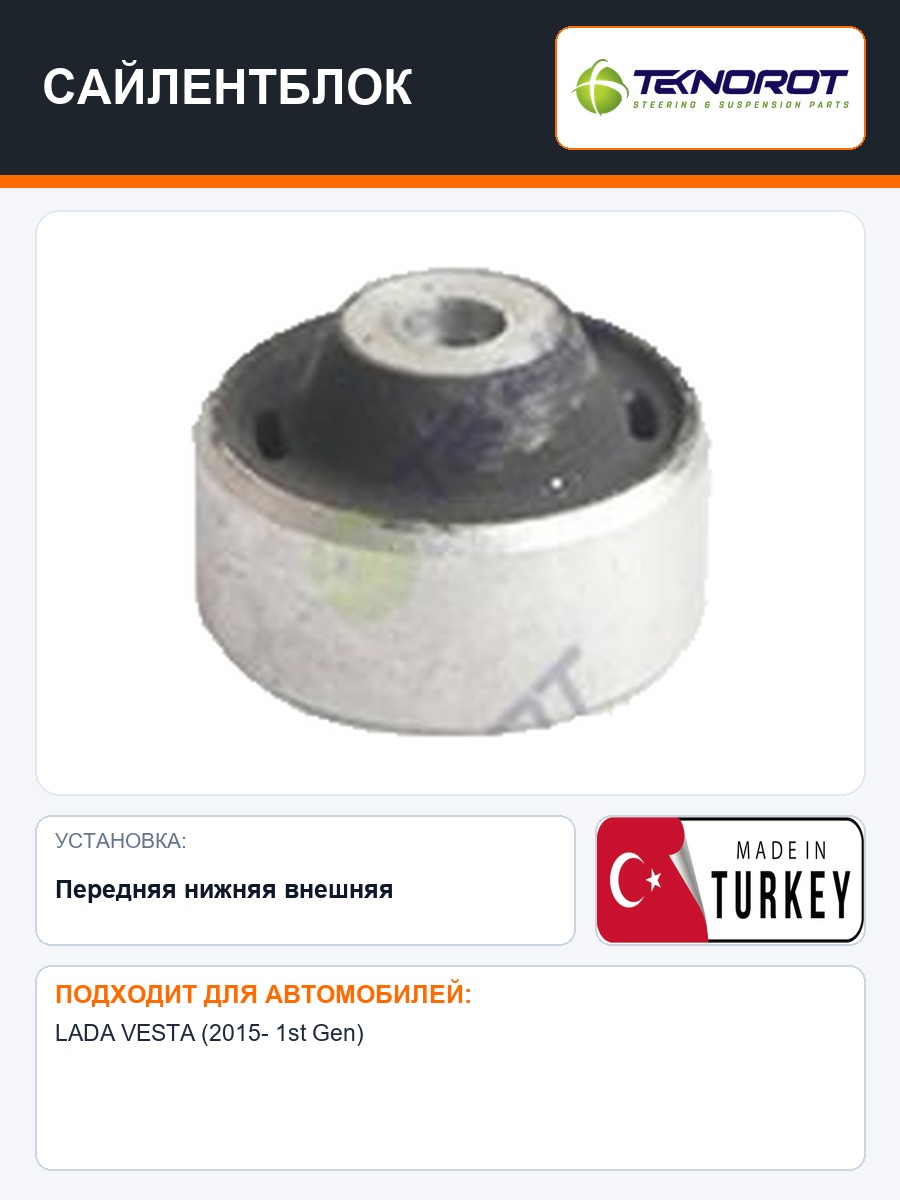 САЙЛЕНТБЛОК
TEKNOROT
STEERING & SUSPENSION PARTS
УСТАНОВКА:
Передняя нижняя внешняя
MADE IN
TURKEY
ПОДХОДИТ ДЛЯ АВТОМОБИЛЕЙ:
LADA VESTA (2015- 1st Gen)